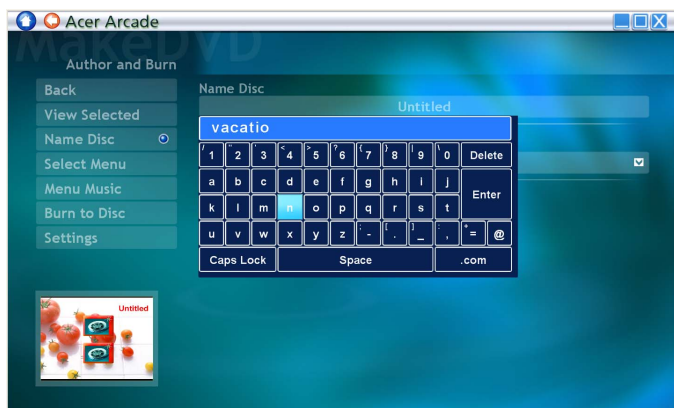 Acer Arcade
MakeDVD
Author and Burn
Back
View Selected
Name Disc
Select Menu
Menu Music
Burn to Disc
Settings
Name Disc
Untitled
vacatio
/ 1 " 2 ' 3 < 4 > 5 ? 6 { 7 } 8 | 9 \ 0 Delete
a b c d e f g h i j
Enter
k l m n o p q r s t
u v w x y z ; - [ . ] _ : , + = @
Caps Lock Space .com
Untitled